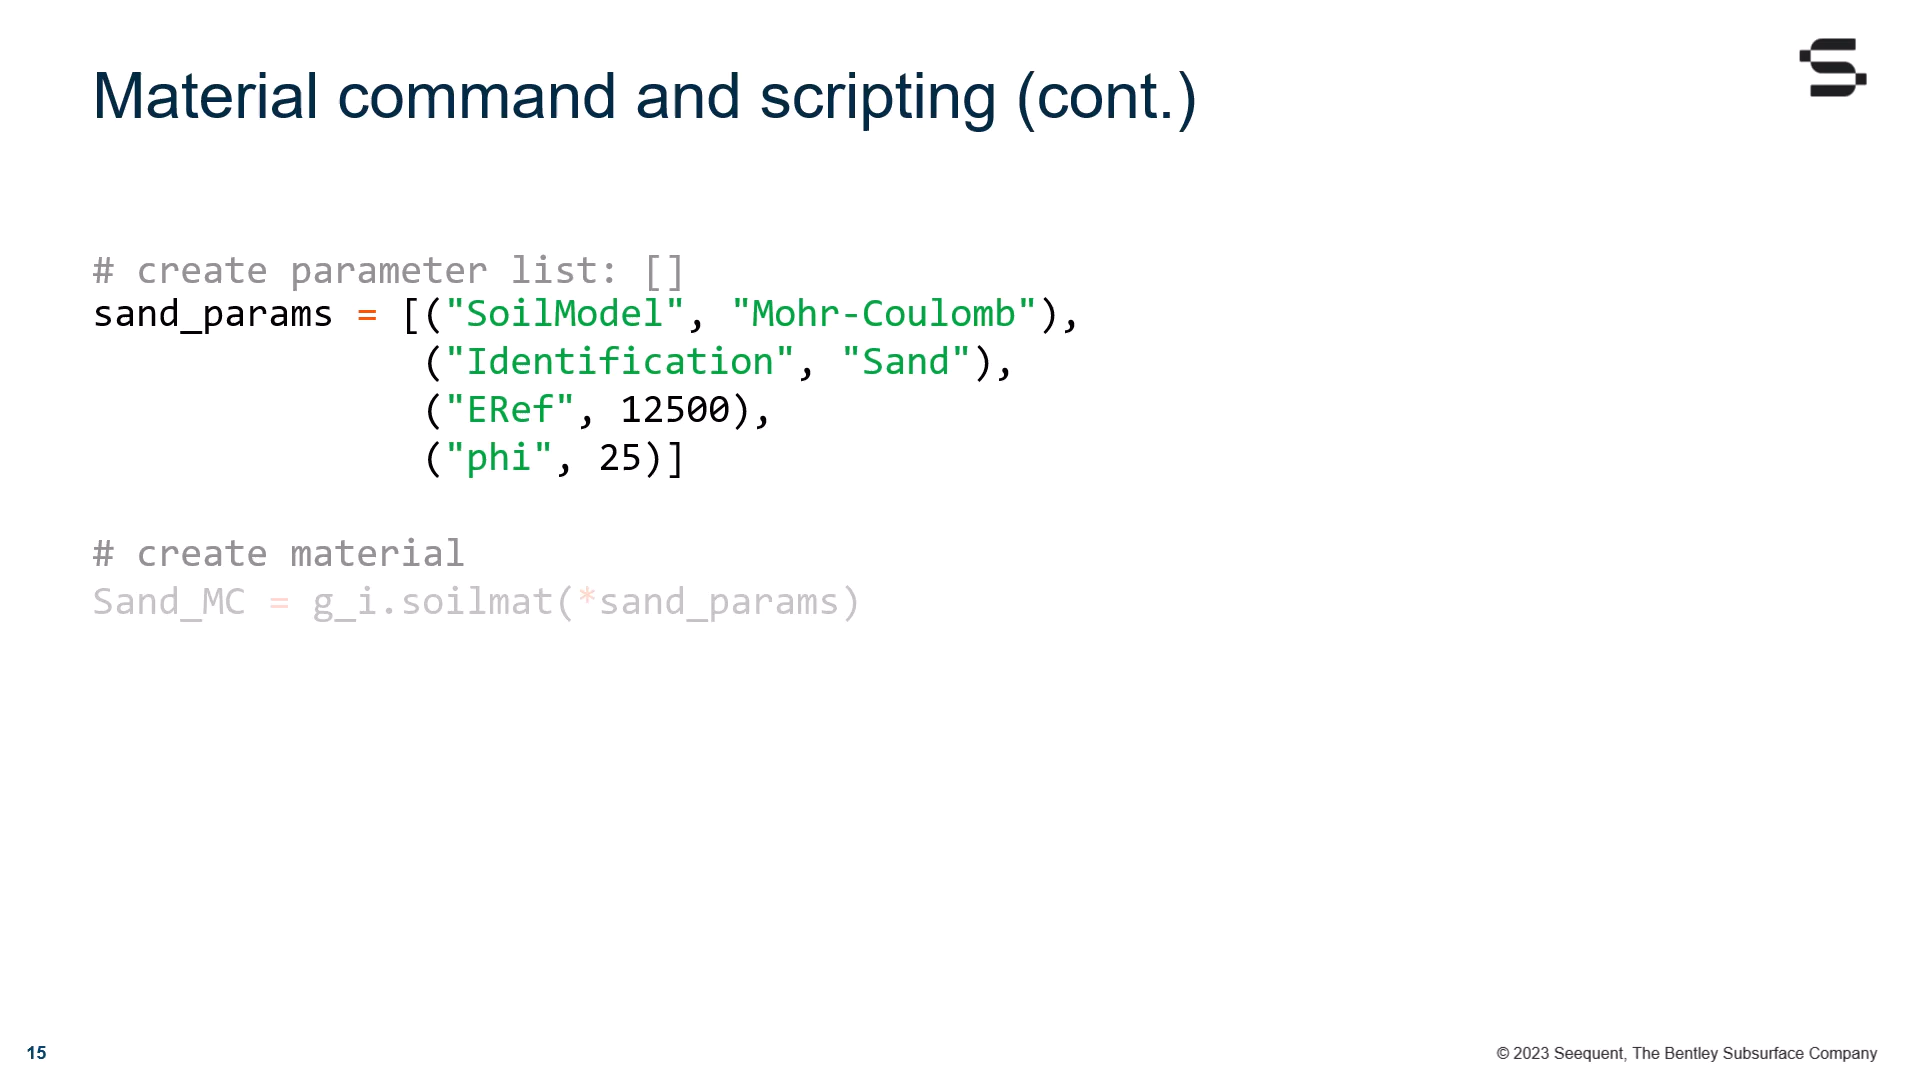 Material command and scripting (cont.)
# create parameter list: []
sand_params = [("SoilModel", "Mohr-Coulomb"),
("Identification", "Sand"),
("ERef", 12500),
("phi", 25)]
# create material
Sand_MC = g_i.soilmat(*sand_params)
15
© 2023 Seequent, The Bentley Subsurface Company